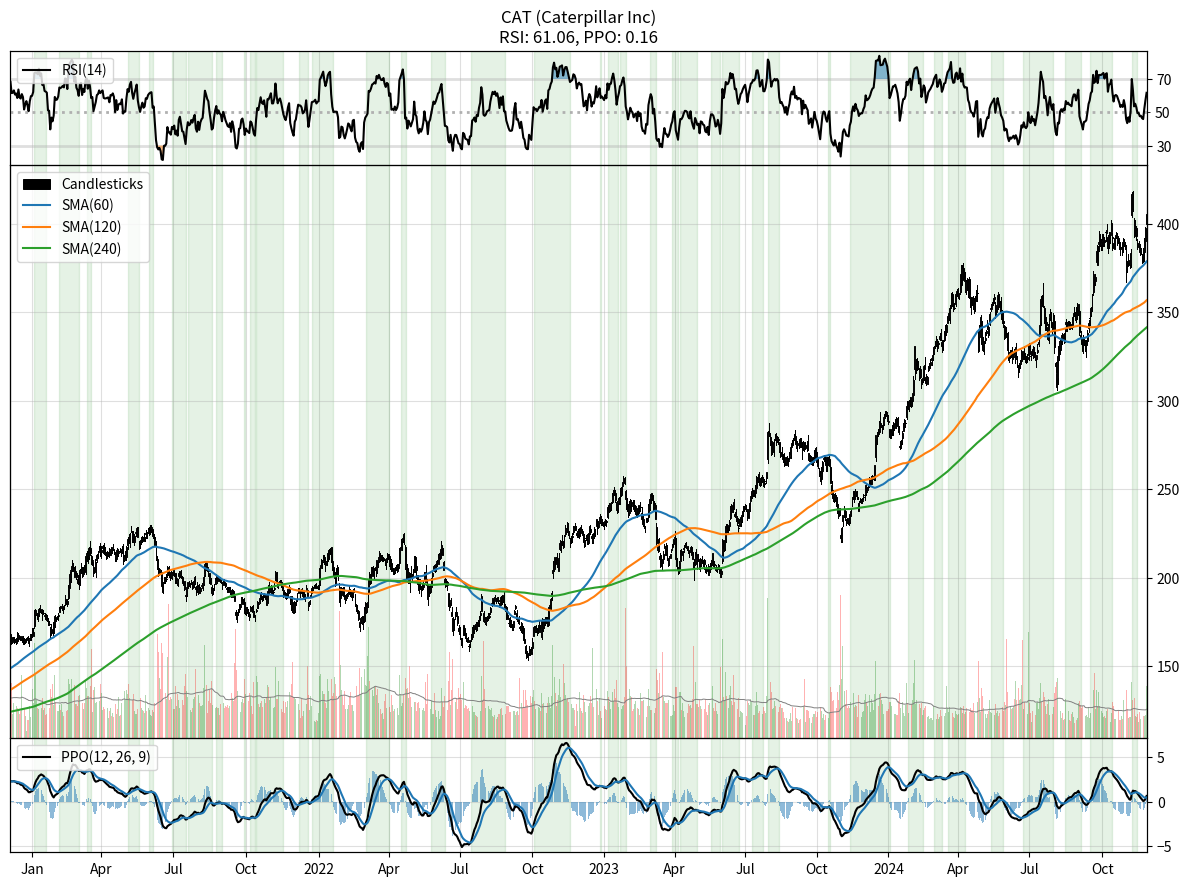 CAT (Caterpillar Inc)
RSI: 61.06, PPO: 0.16
RSI(14)
70
50
30
Candlesticks
SMA(60)
SMA(120)
SMA(240)
400
350
300
250
200
150
PPO(12, 26, 9)
5
0
−5
Jan Apr Jul Oct 2022 Apr Jul Oct 2023 Apr Jul Oct 2024 Apr Jul Oct